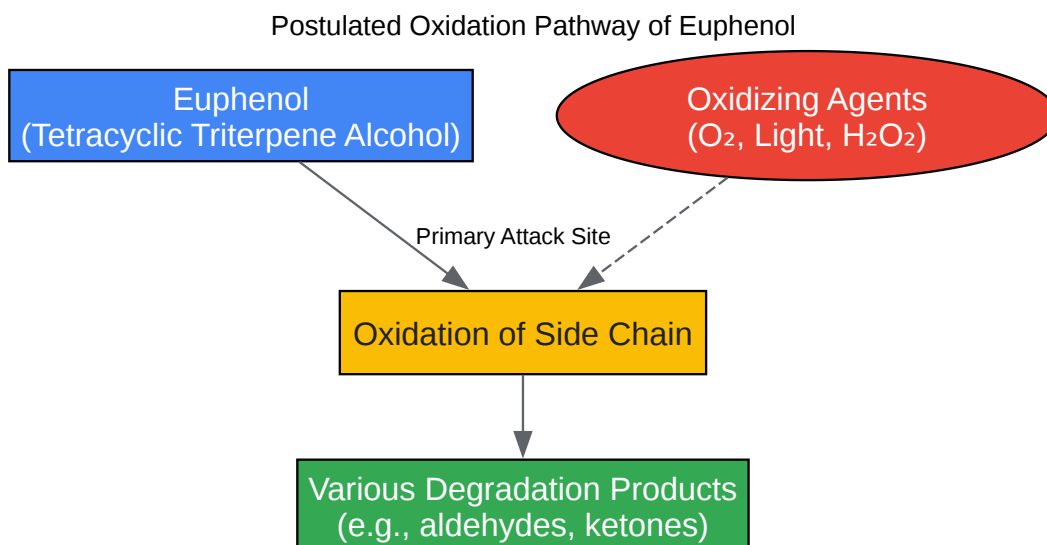 Postulated Oxidation Pathway of Euphenol
Euphenol
(Tetracyclic Triterpene Alcohol)
Oxidizing Agents
(O₂, Light, H₂O₂)
Primary Attack Site
Oxidation of Side Chain
Various Degradation Products
(e.g., aldehydes, ketones)